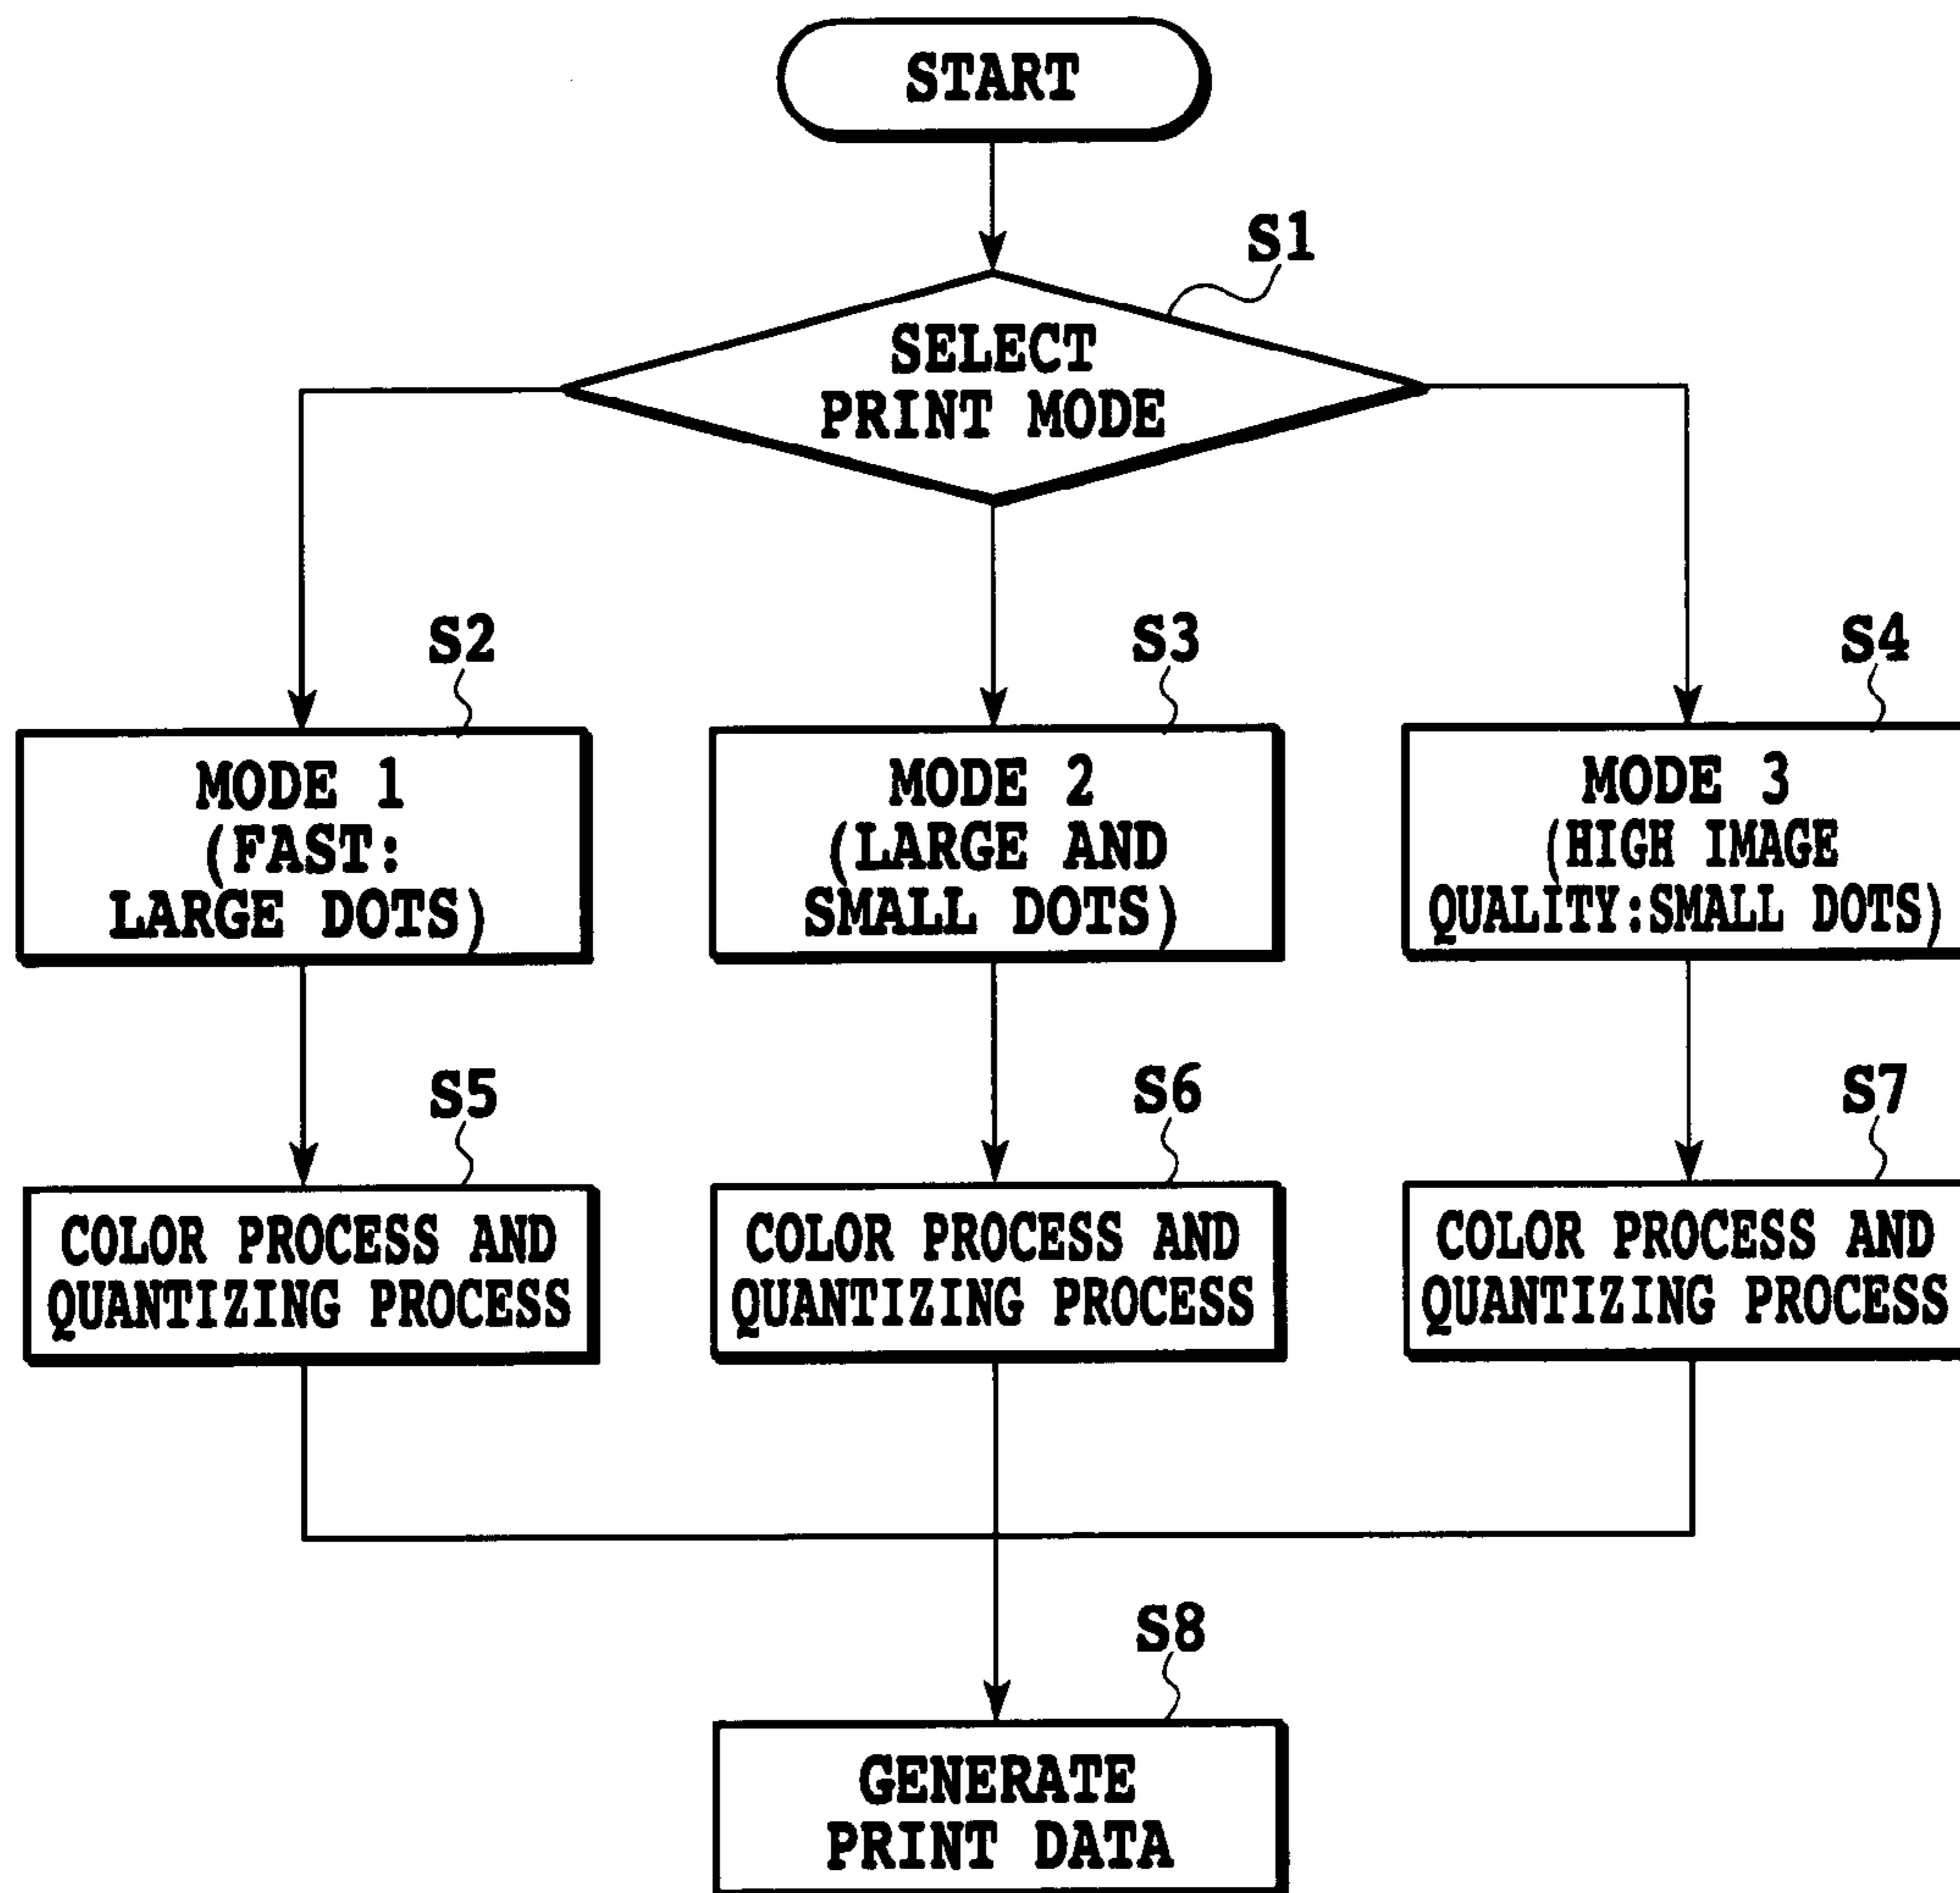 START
S1
SELECT
PRINT MODE
S2
S3
S4
MODE 1
(FAST:
LARGE DOTS)
MODE 2
(LARGE AND
SMALL DOTS)
MODE 3
(HIGH IMAGE
QUALITY:SMALL DOTS)
S5
S6
S7
COLOR PROCESS AND
QUANTIZING PROCESS
COLOR PROCESS AND
QUANTIZING PROCESS
COLOR PROCESS AND
QUANTIZING PROCESS
S8
GENERATE
PRINT DATA